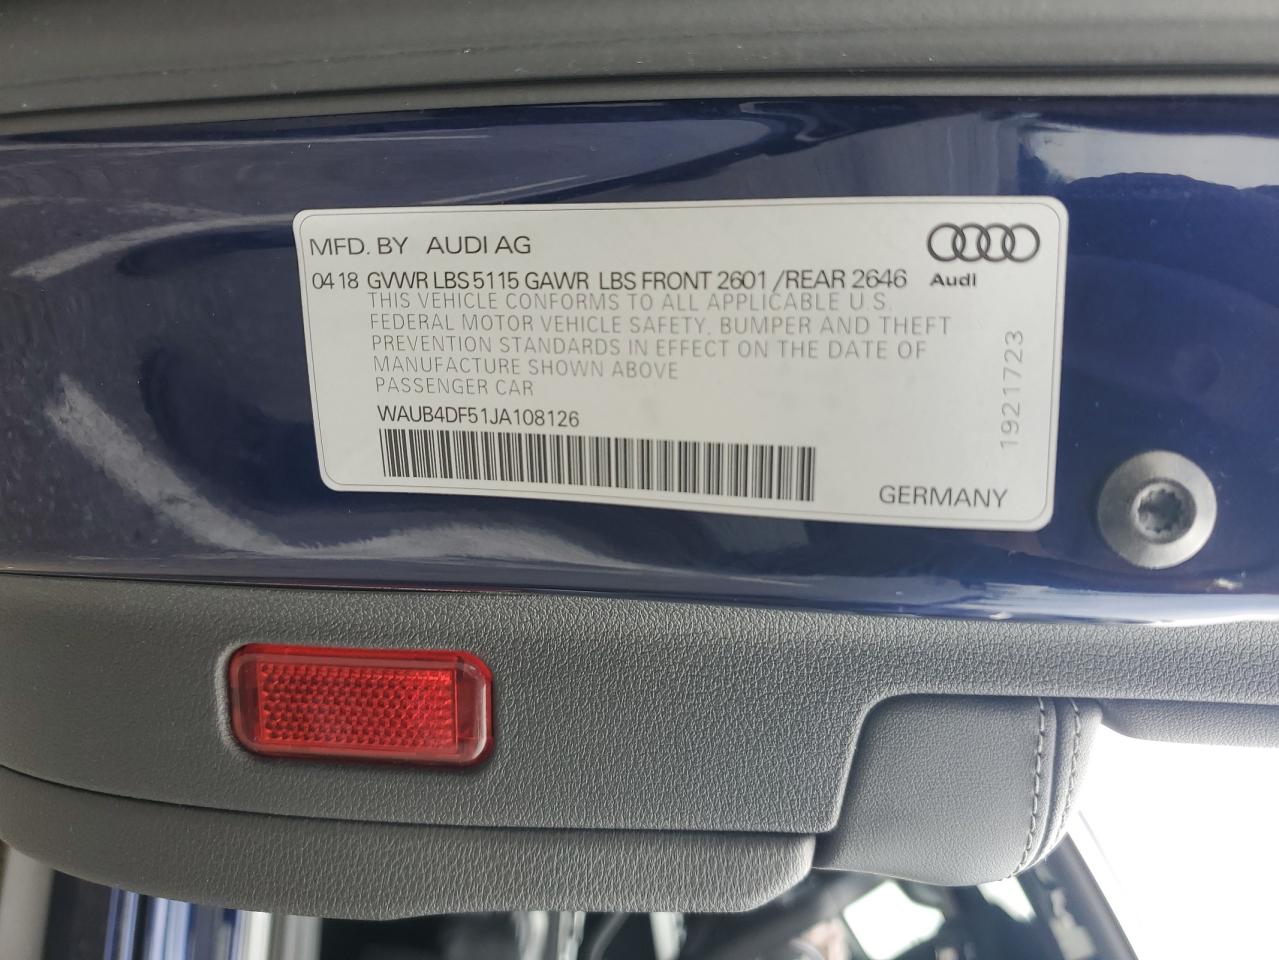 MFD. BY AUDI AG
Audi
04 18 GVWR LBS 5115 GAWR LBS FRONT 2601 /REAR 2646
THIS VEHICLE CONFORMS TO ALL APPLICABLE U.S.
FEDERAL MOTOR VEHICLE SAFETY, BUMPER AND THEFT
PREVENTION STANDARDS IN EFFECT ON THE DATE OF
MANUFACTURE SHOWN ABOVE
PASSENGER CAR
WAUB4DF51JA108126
GERMANY
1921723